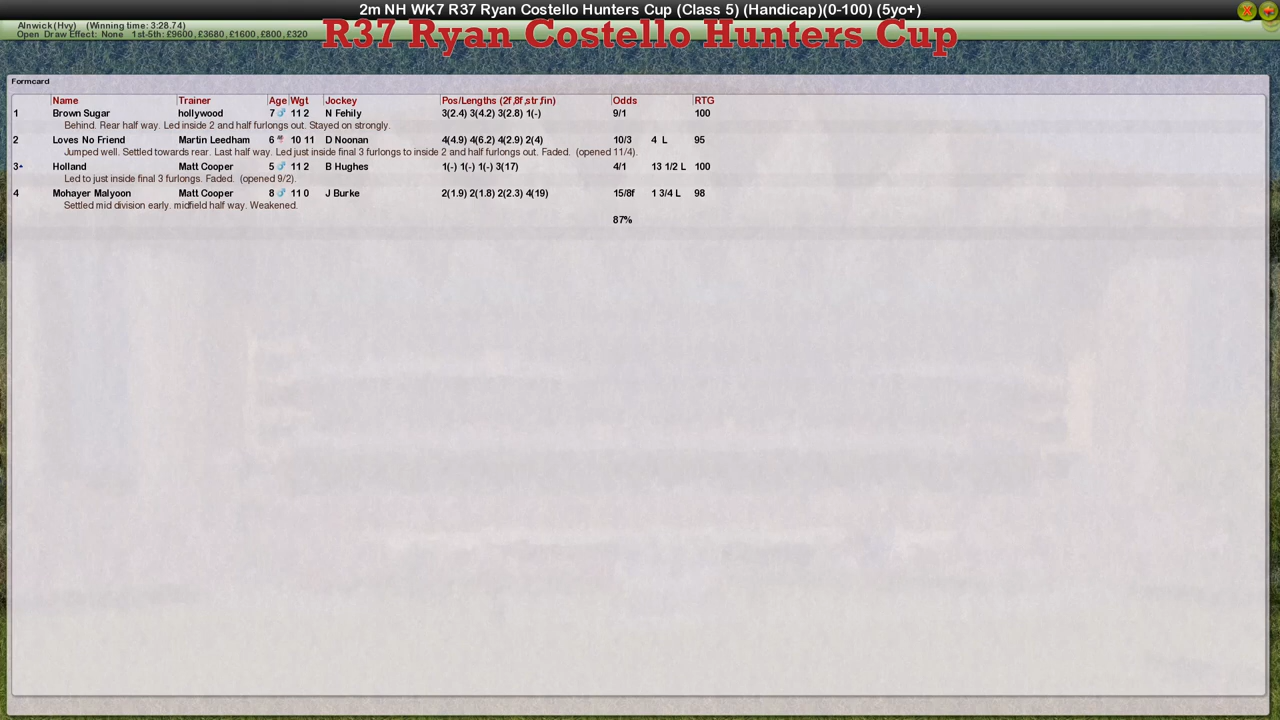 2m NH WK7 R37 Ryan Costello Hunters Cup (Class 5) (Handicap)(0-100) (5yo+)
Alnwick (Hvy) (Winning time: 3:28.74)
Open Draw Effect: None 1st-5th: £9600, £3680, £1600, £800, £320
R37 Ryan Costello Hunters Cup
Formcard
Name Trainer Age Wgt Jockey Pos/Lengths (2f,8f,str,fin) Odds RTG
1 Brown Sugar hollywood 7 11 2 N Fehily 3(2.4) 3(4.2) 3(2.8) 1(-) 9/1 100
Behind. Rear half way. Led inside 2 and half furlongs out. Stayed on strongly.
2 Loves No Friend Martin Leedham 6 10 11 D Noonan 4(4.9) 4(6.2) 4(2.9) 2(4) 10/3 4 L 95
Jumped well. Settled towards rear. Last half way. Led just inside final 3 furlongs to inside 2 and half furlongs out. Faded. (opened 11/4).
3* Holland Matt Cooper 5 11 2 B Hughes 1(-) 1(-) 1(-) 3(17) 4/1 13 1/2 L 100
Led to just inside final 3 furlongs. Faded. (opened 9/2).
4 Mohayer Malyoon Matt Cooper 8 11 0 J Burke 2(1.9) 2(1.8) 2(2.3) 4(19) 15/8f 1 3/4 L 98
Settled mid division early. midfield half way. Weakened.
87%